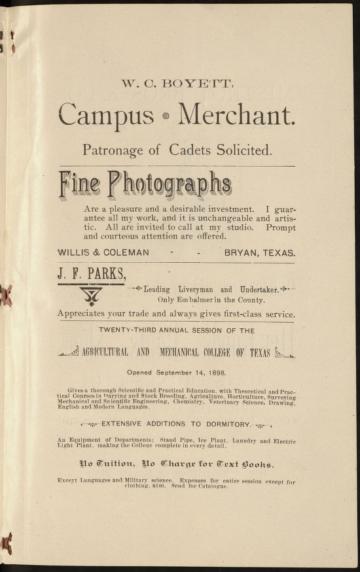 W. C. BOYETT,
Campus • Merchant.
Patronage of Cadets Solicited.
Fine Photographs
Are a pleasure and a desirable investment. I guar-
antee all my work, and it is unchangeable and artis-
tic. All are invited to call at my studio. Prompt
and courteous attention are offered.
WILLIS & COLEMAN - - BRYAN, TEXAS.
J. F. PARKS,
Leading Liveryman and Undertaker.
Only Embalmer in the County.
Appreciates your trade and always gives first-class service.
TWENTY-THIRD ANNUAL SESSION OF THE
AGRICULTURAL AND MECHANICAL COLLEGE OF TEXAS
Opened September 14, 1898.
Gives a thorough Scientific and Practical Education, with Theoretical and Prac-
tical Courses in Dairying and Stock Breeding, Agriculture, Horticulture, Surveying
Mechanical and Scientific Engineering, Chemistry, Veterinary Science, Drawing,
English and Modern Languages.
EXTENSIVE ADDITIONS TO DORMITORY.
An Equipment of Departments: Stand Pipe, Ice Plant, Laundry and Electric
Light Plant, making the College complete in every detail.
No Tuition, No Charge for Text Books.
Except Languages and Military science. Expenses for entire session except for
clothing, $140. Send for Catalogue.